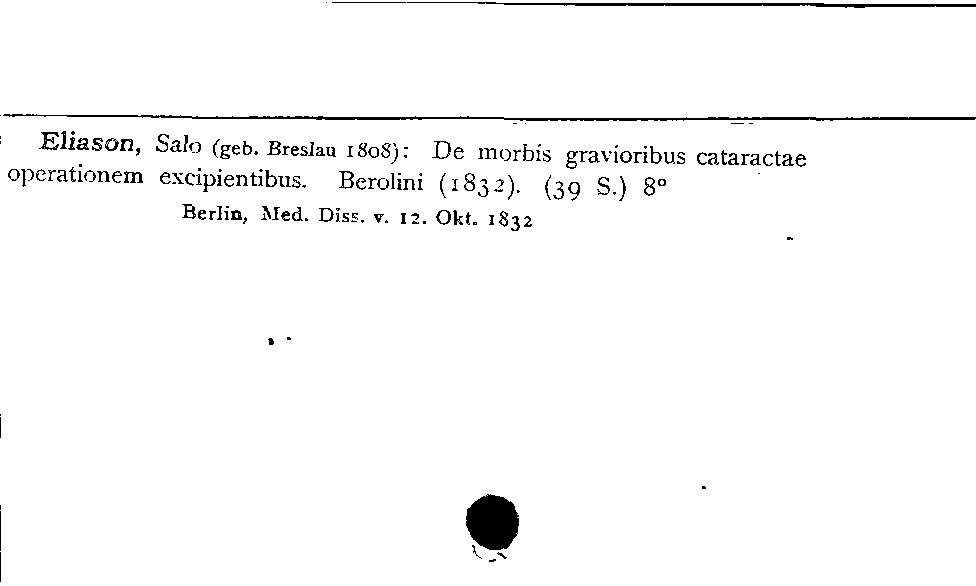 Eliason, Salo (geb. Breslau 1808): De morbis gravioribus cataractae
operationem excipientibus. Berolini (1832). (39 S.) 8°
Berlin, Med. Diss. v. 12. Okt. 1832